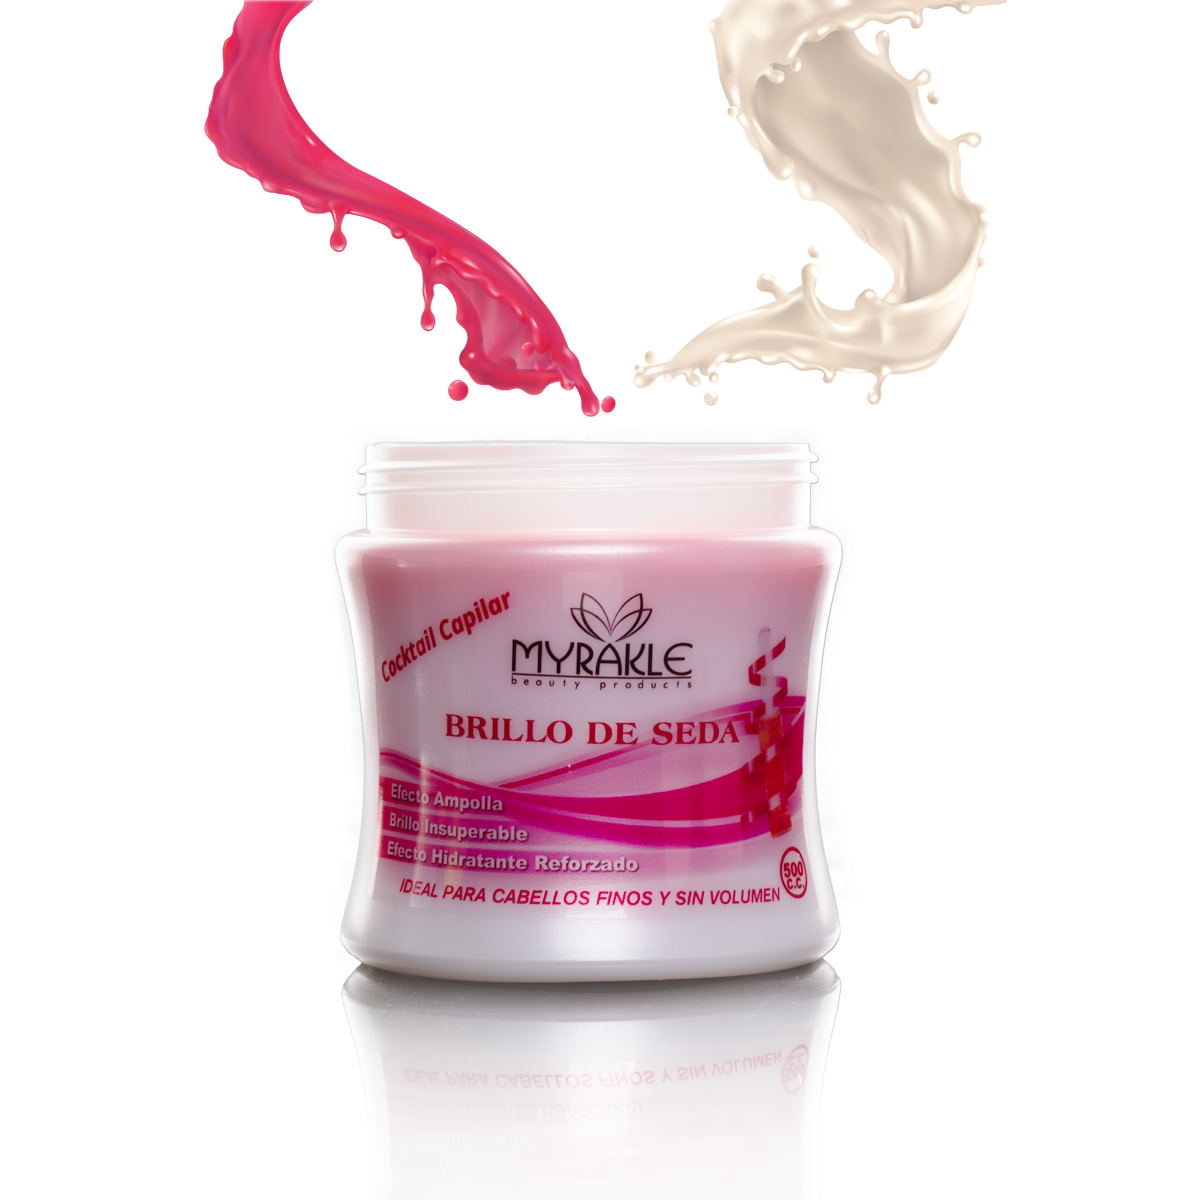 Cocktail Capilar
MYRAKLE
beauty products
BRILLO DE SEDA
Efecto Ampolla
Brillo Insuperable
Efecto Hidratante Reforzado
IDEAL PARA CABELLOS FINOS Y SIN VOLUMEN
500
C.C.